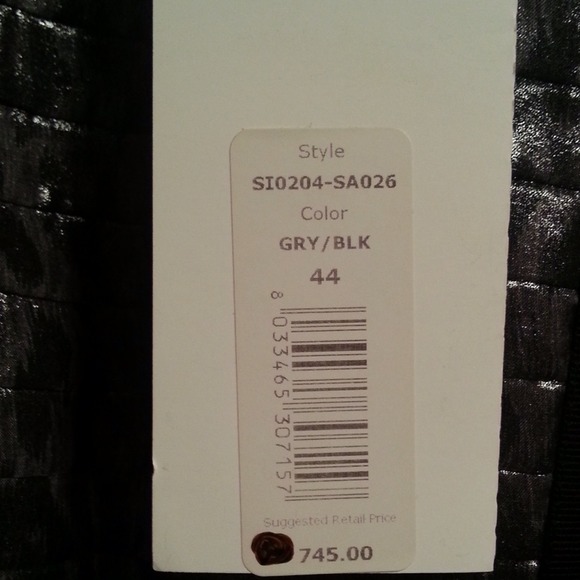 Style
SI0204-SA026
Color
GRY/BLK
44
8 033465 307157
Suggested Retail Price
745.00